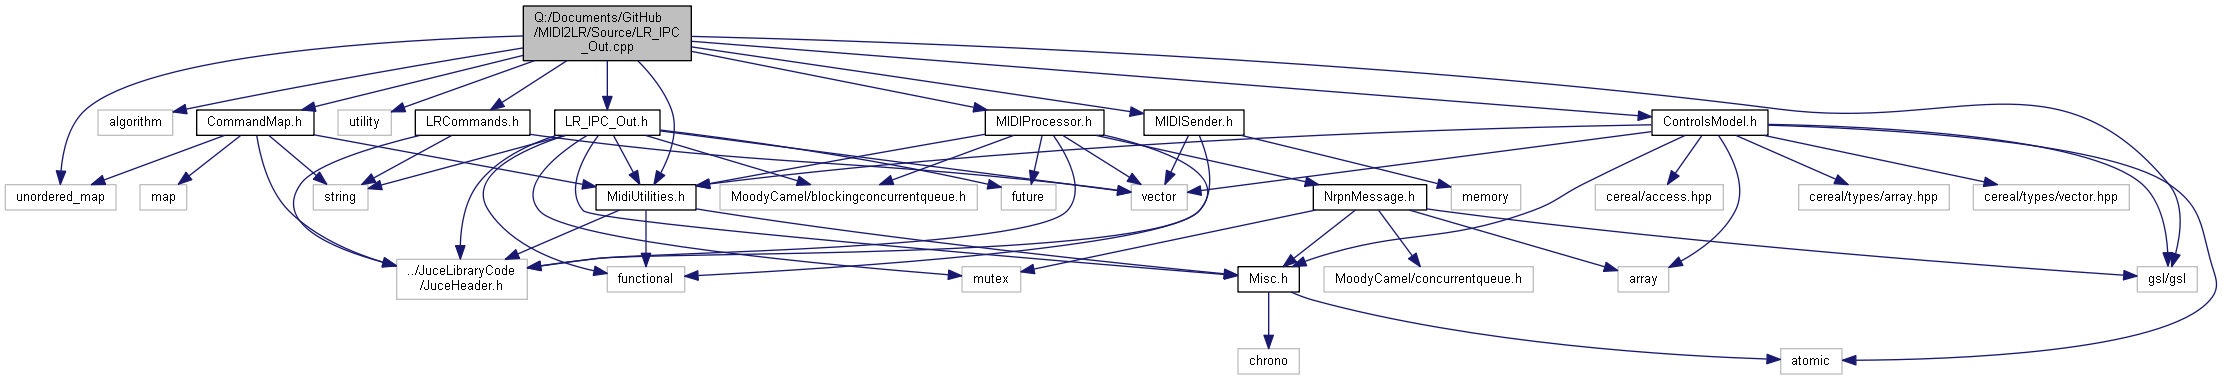 Q:/Documents/GitHub
/MIDI2LR/Source/LR_IPC
_Out.cpp
algorithm
CommandMap.h
utility
LRCommands.h
LR_IPC_Out.h
MIDIProcessor.h
MIDISender.h
ControlsModel.h
unordered_map
map
string
MidiUtilities.h
MoodyCamel/blockingconcurrentqueue.h
future
vector
NrpnMessage.h
memory
cereal/access.hpp
cereal/types/array.hpp
cereal/types/vector.hpp
../JuceLibraryCode
/JuceHeader.h
functional
mutex
Misc.h
MoodyCamel/concurrentqueue.h
array
gsl/gsl
chrono
atomic